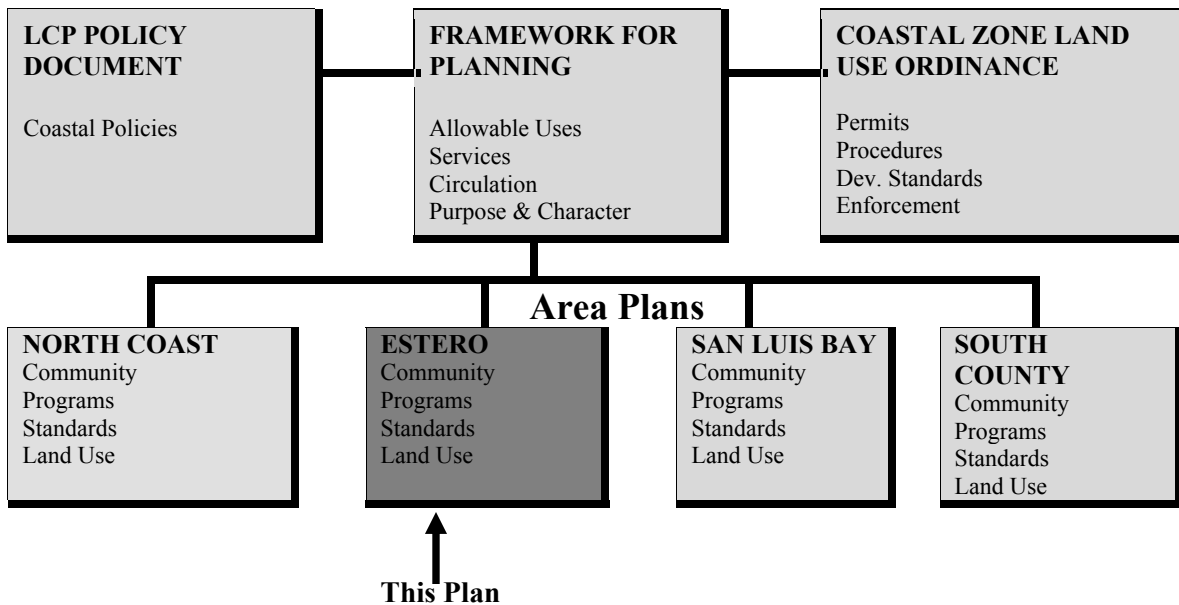 LCP POLICY
DOCUMENT
Coastal Policies
FRAMEWORK FOR
PLANNING
Allowable Uses
Services
Circulation
Purpose & Character
COASTAL ZONE LAND
USE ORDINANCE
Permits
Procedures
Dev. Standards
Enforcement
Area Plans
NORTH COAST
Community
Programs
Standards
Land Use
ESTERO
Community
Programs
Standards
Land Use
SAN LUIS BAY
Community
Programs
Standards
Land Use
SOUTH
COUNTY
Community
Programs
Standards
Land Use
This Plan